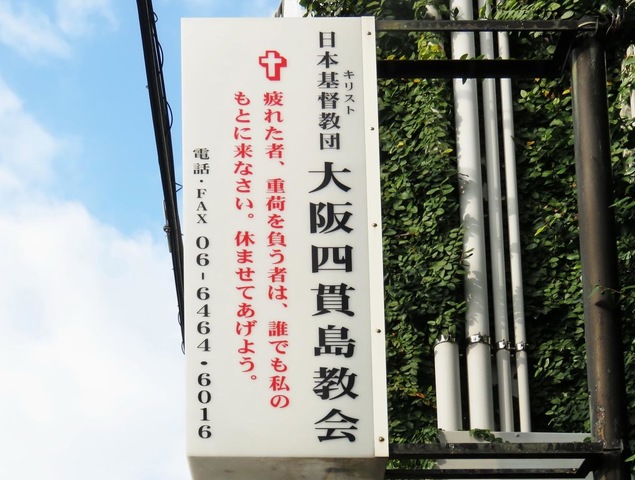 日本基督教団 大阪四貫島教会
キリスト
疲れた者、重荷を負う者は、誰でも私の
もとに来なさい。休ませてあげよう。
電話・FAX 06-6464・6016